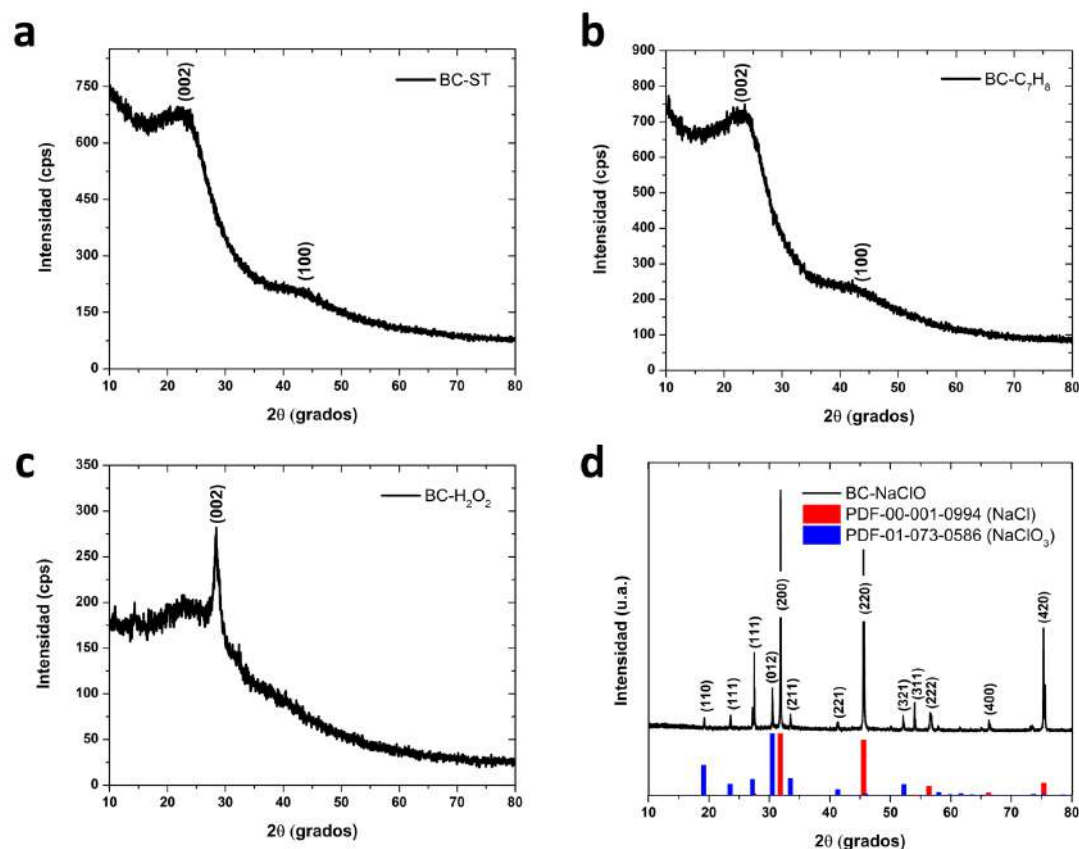 a
BC-ST
(002)
(100)
Intensidad (cps)
750
600
450
300
150
0
10 20 30 40 50 60 70 80
2θ (grados)
b
BC-C₇H₈
(002)
(100)
Intensidad (cps)
900
800
700
600
500
400
300
200
100
0
10 20 30 40 50 60 70 80
2θ (grados)
c
BC-H₂O₂
(002)
Intensidad (cps)
350
300
250
200
150
100
50
0
10 20 30 40 50 60 70 80
2θ (grados)
d
BC-NaClO
PDF-00-001-0994 (NaCl)
PDF-01-073-0586 (NaClO₃)
Intensidad (u.a.)
(110)
(111)
(111)
(012)
(200)
(211)
(221)
(220)
(321)
(311)
(222)
(400)
(420)
10 20 30 40 50 60 70 80
2θ (grados)